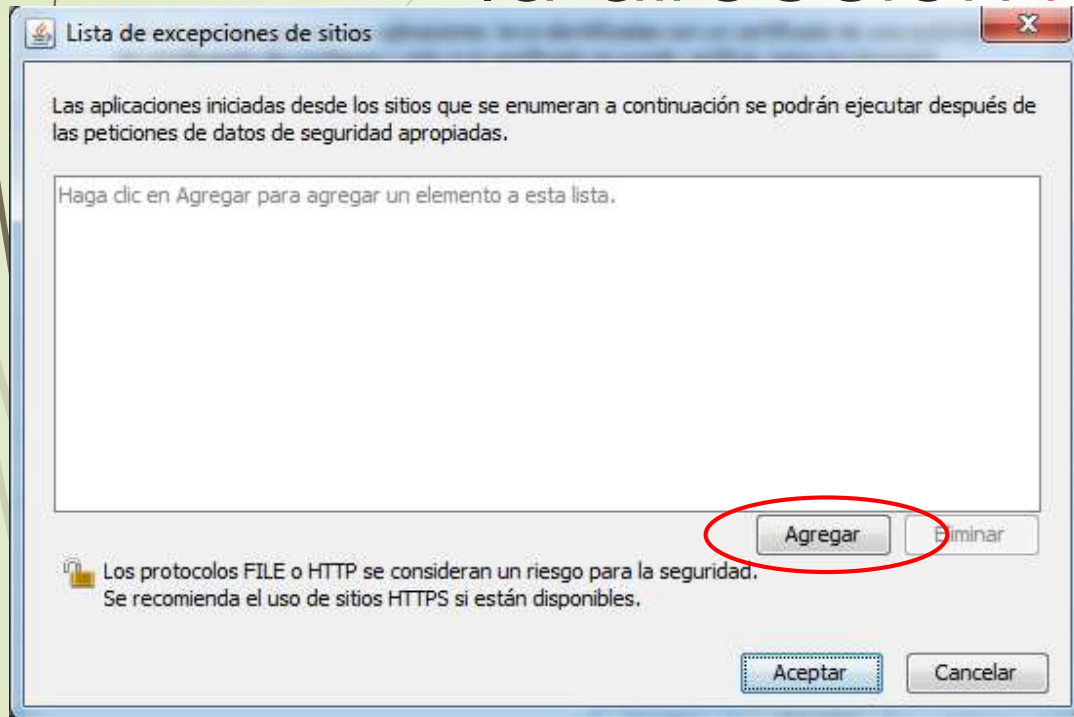 Lista de excepciones de sitios
Las aplicaciones iniciadas desde los sitios que se enumeran a continuación se podrán ejecutar después de
las peticiones de datos de seguridad apropiadas.
Haga clic en Agregar para agregar un elemento a esta lista.
Agregar Eliminar
Los protocolos FILE o HTTP se consideran un riesgo para la seguridad.
Se recomienda el uso de sitios HTTPS si están disponibles.
Aceptar Cancelar